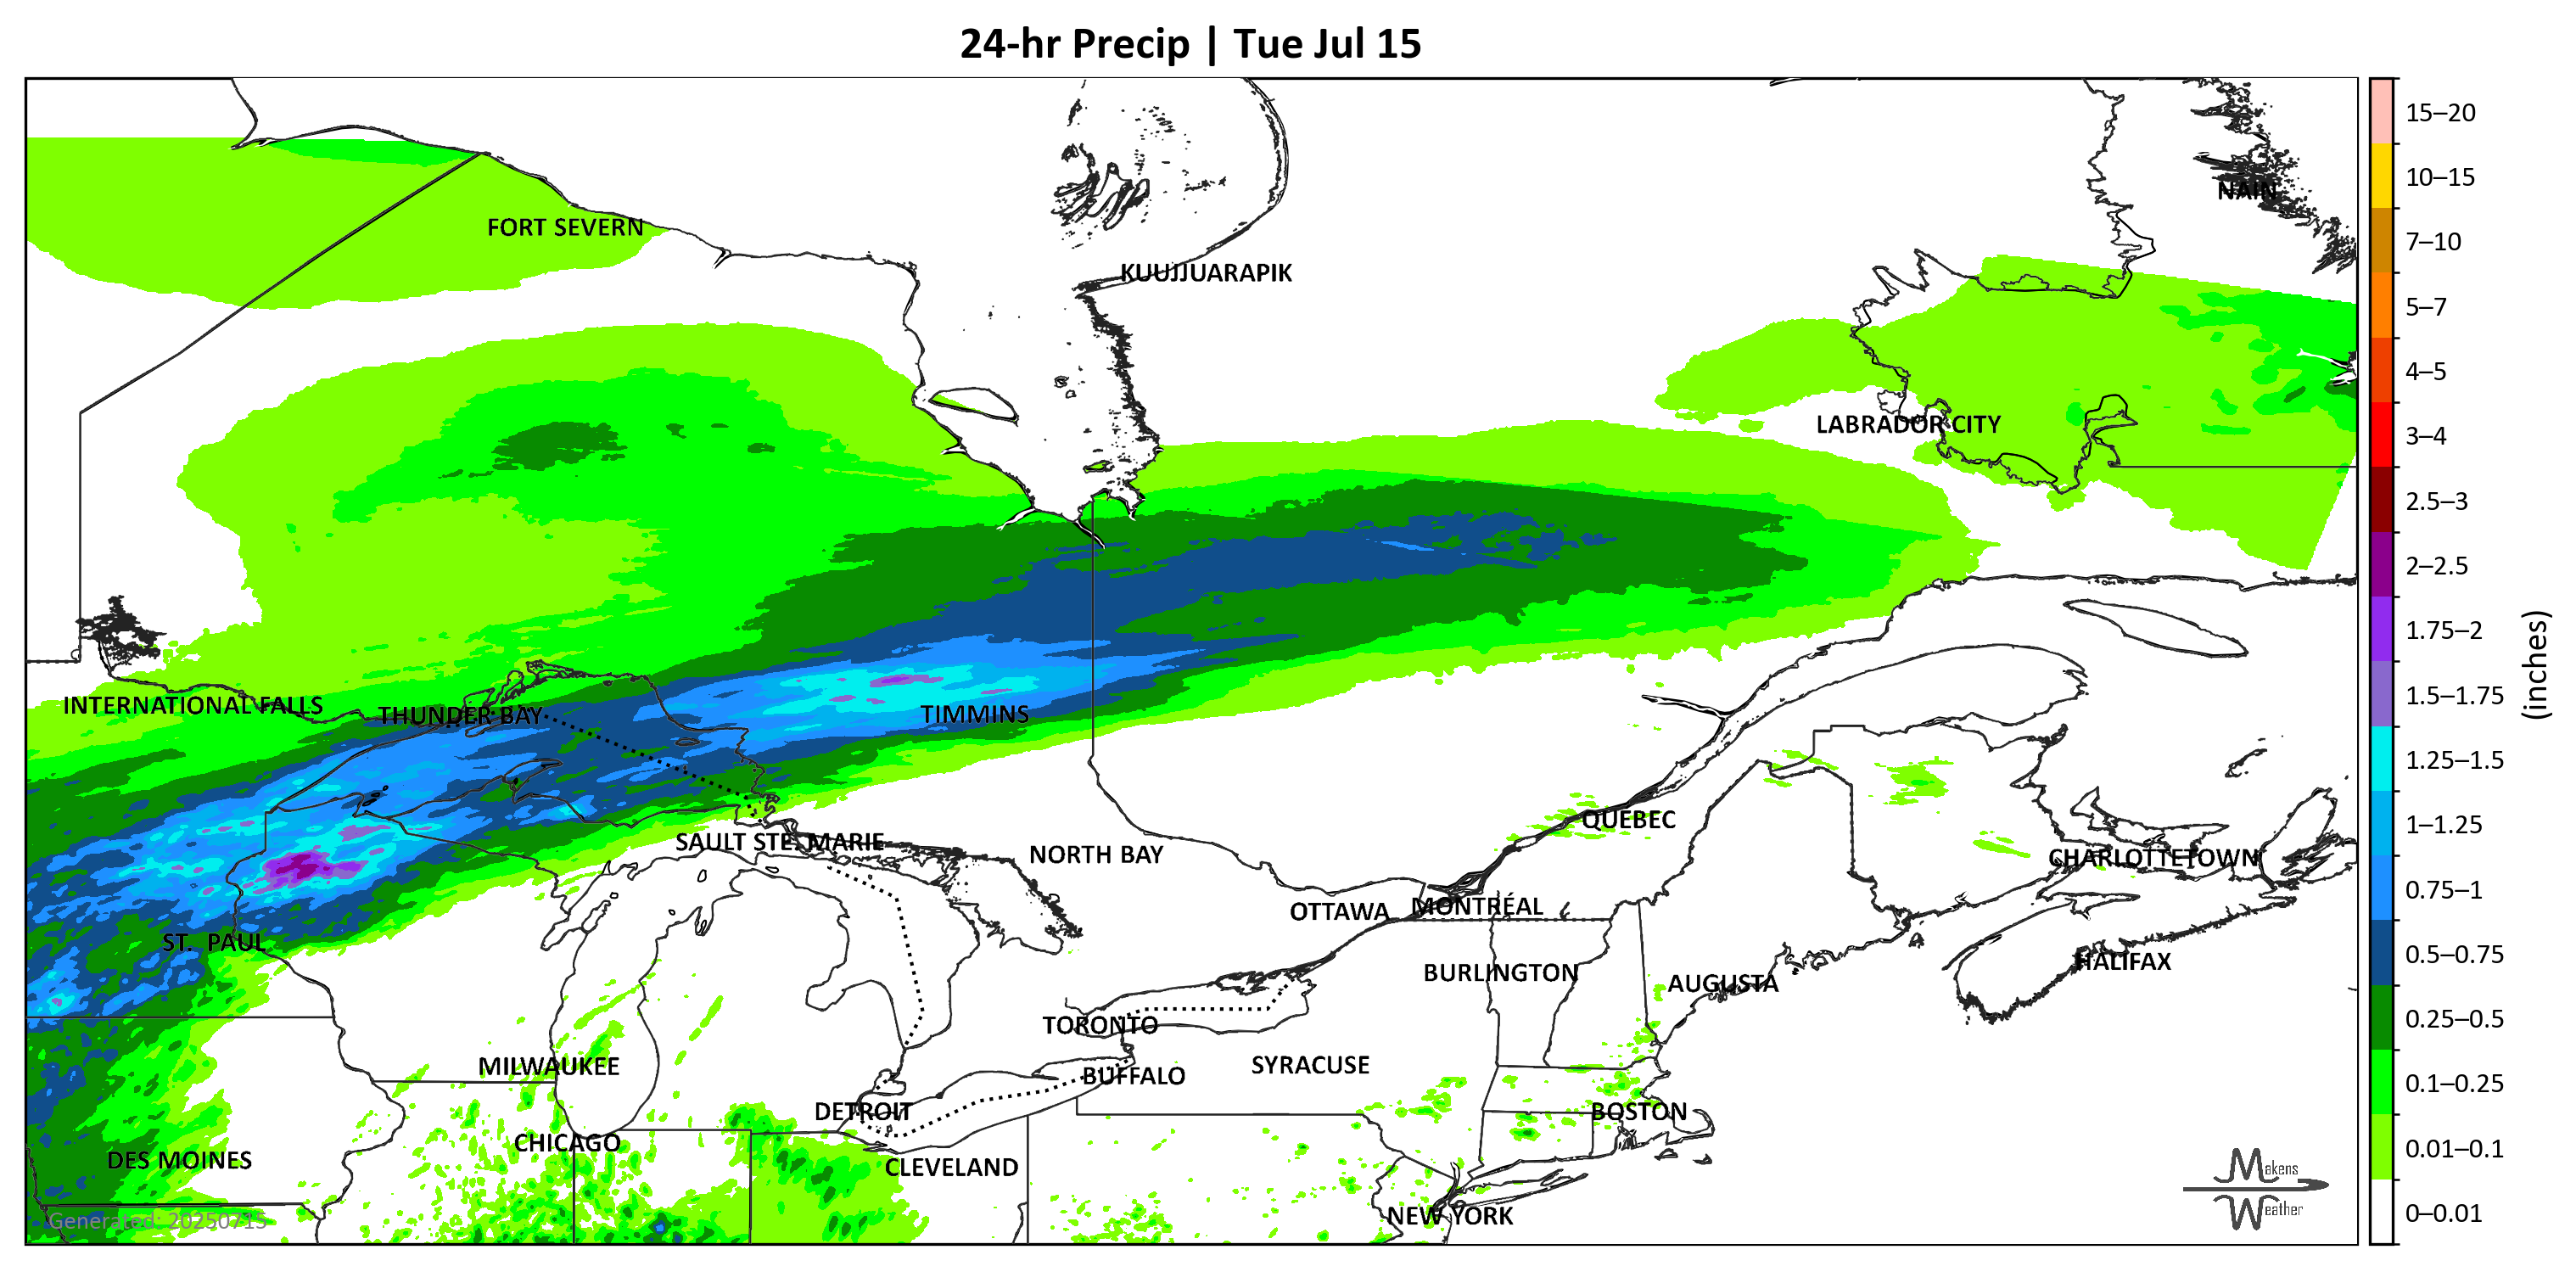 24-hr Precip | Tue Jul 15
NAIN
FORT SEVERN
KUUJJUARAPIK
LABRADOR CITY
INTERNATIONAL FALLS
THUNDER BAY
TIMMINS
SAULT STE. MARIE
NORTH BAY
QUÉBEC
CHARLOTTETOWN
OTTAWA
MONTRÉAL
ST. PAUL
HALIFAX
BURLINGTON
AUGUSTA
TORONTO
MILWAUKEE
SYRACUSE
BUFFALO
DETROIT
BOSTON
CHICAGO
DES MOINES
CLEVELAND
NEW YORK
Generated: 20250715
Makens
Weather
15–20
10–15
7–10
5–7
4–5
3–4
2.5–3
2–2.5
1.75–2
1.5–1.75
1.25–1.5
1–1.25
0.75–1
0.5–0.75
0.25–0.5
0.1–0.25
0.01–0.1
0–0.01
(inches)